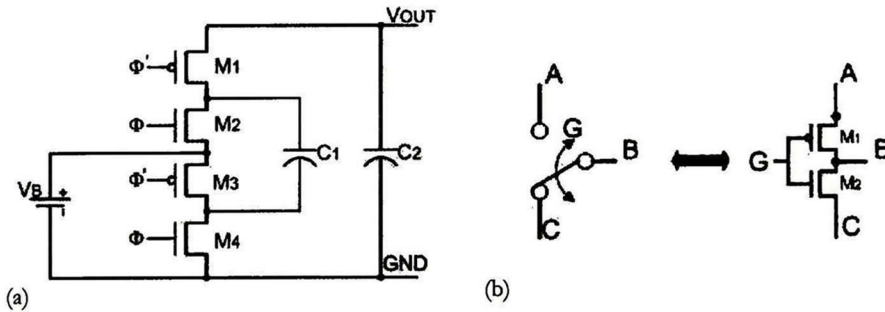 VOUT
Φ' M1
Φ M2
C1 C2
VB + Φ' M3
Φ M4
GND
(a)
A A
G M1
B G B
M2
C C
(b)